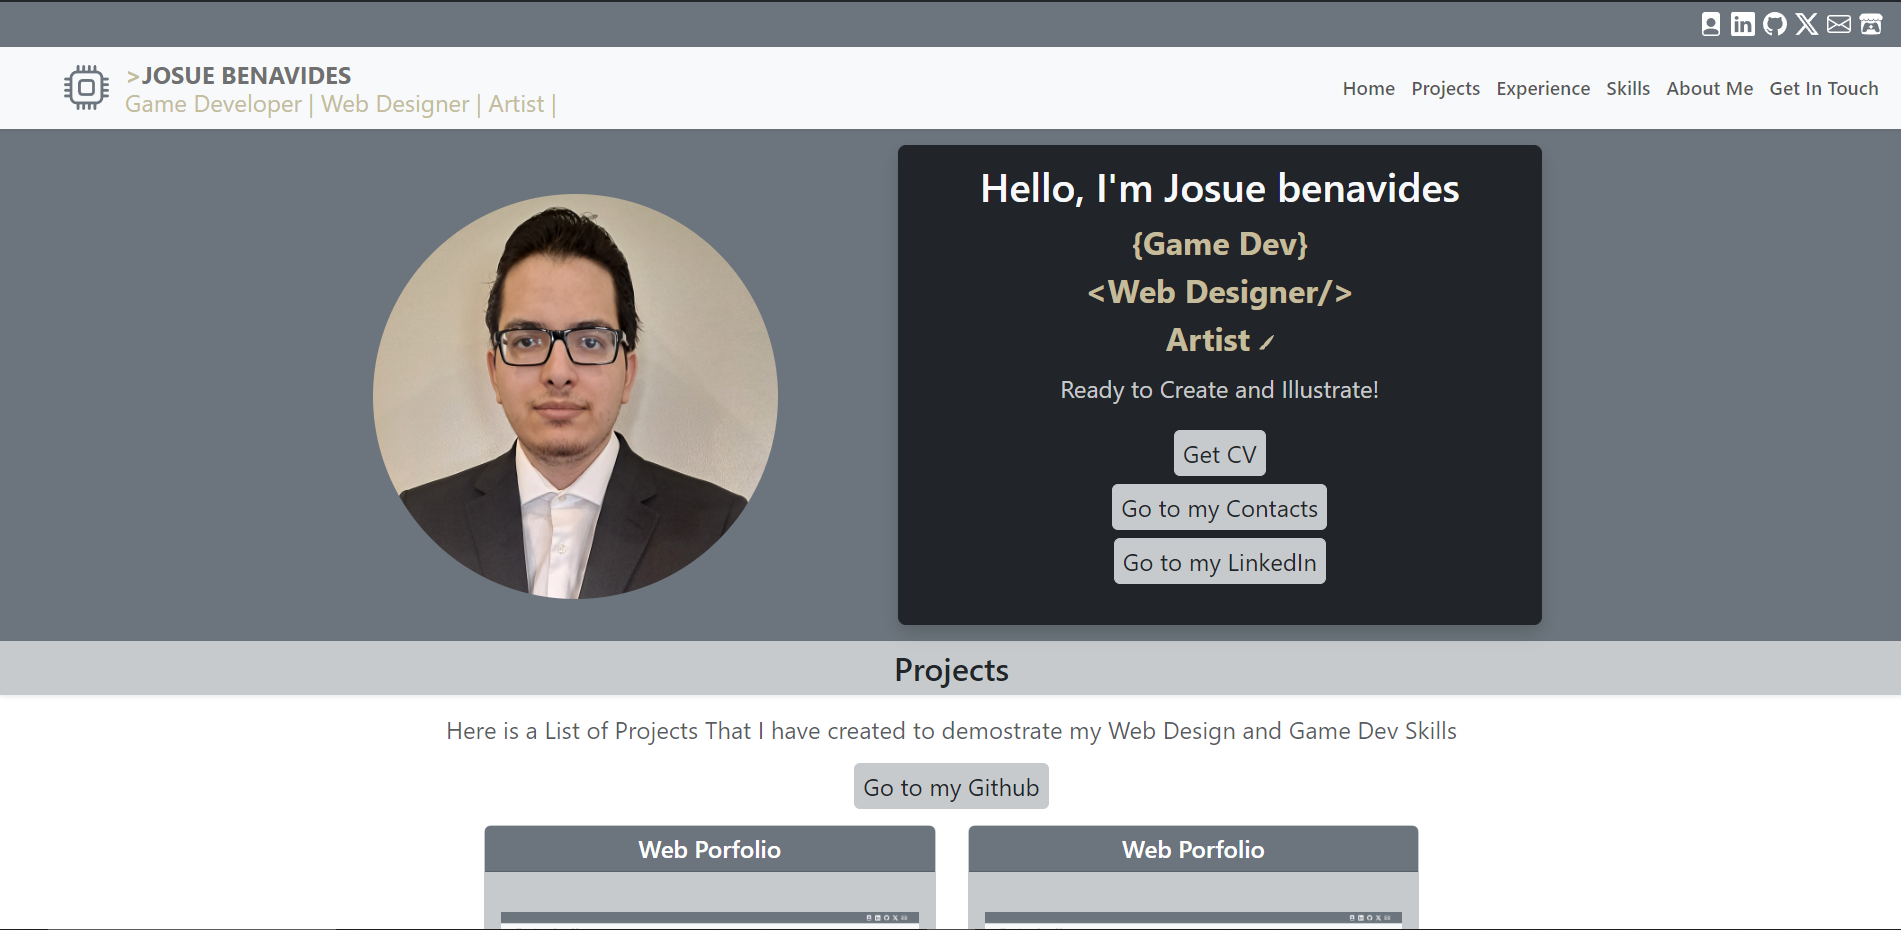 >JOSUE BENAVIDES
Game Developer | Web Designer | Artist |
Home Projects Experience Skills About Me Get In Touch
Hello, I'm Josue benavides
{Game Dev}
<Web Designer/>
Artist
Ready to Create and Illustrate!
Get CV
Go to my Contacts
Go to my LinkedIn
Projects
Here is a List of Projects That I have created to demostrate my Web Design and Game Dev Skills
Go to my Github
Web Porfolio
Web Porfolio